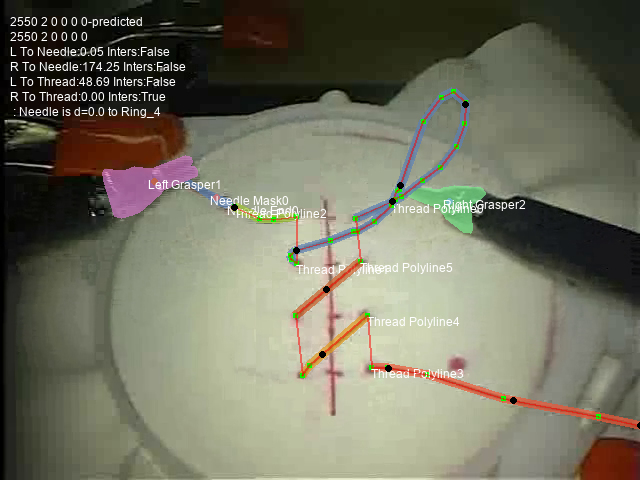 2550 2 0 0 0 0-predicted
2550 2 0 0 0 0
L To Needle:0.05 Inters:False
R To Needle:174.25 Inters:False
L To Thread:48.69 Inters:False
R To Thread:0.00 Inters:True
: Needle is d=0.0 to Ring_4
Left Grasper1
Needle Mask0
Thread Polyline2
Right Grasper2
Thread Polyline5
Thread Polyline4
Thread Polyline3